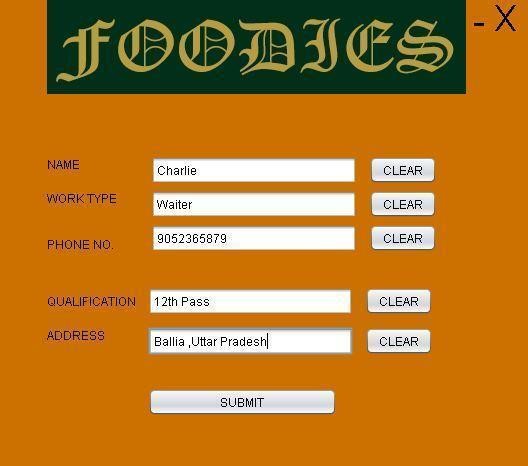 FOODIES
- X
NAME Charlie CLEAR
WORK TYPE Waiter CLEAR
PHONE NO. 9052365879 CLEAR
QUALIFICATION 12th Pass CLEAR
ADDRESS Ballia ,Uttar Pradesh CLEAR
SUBMIT